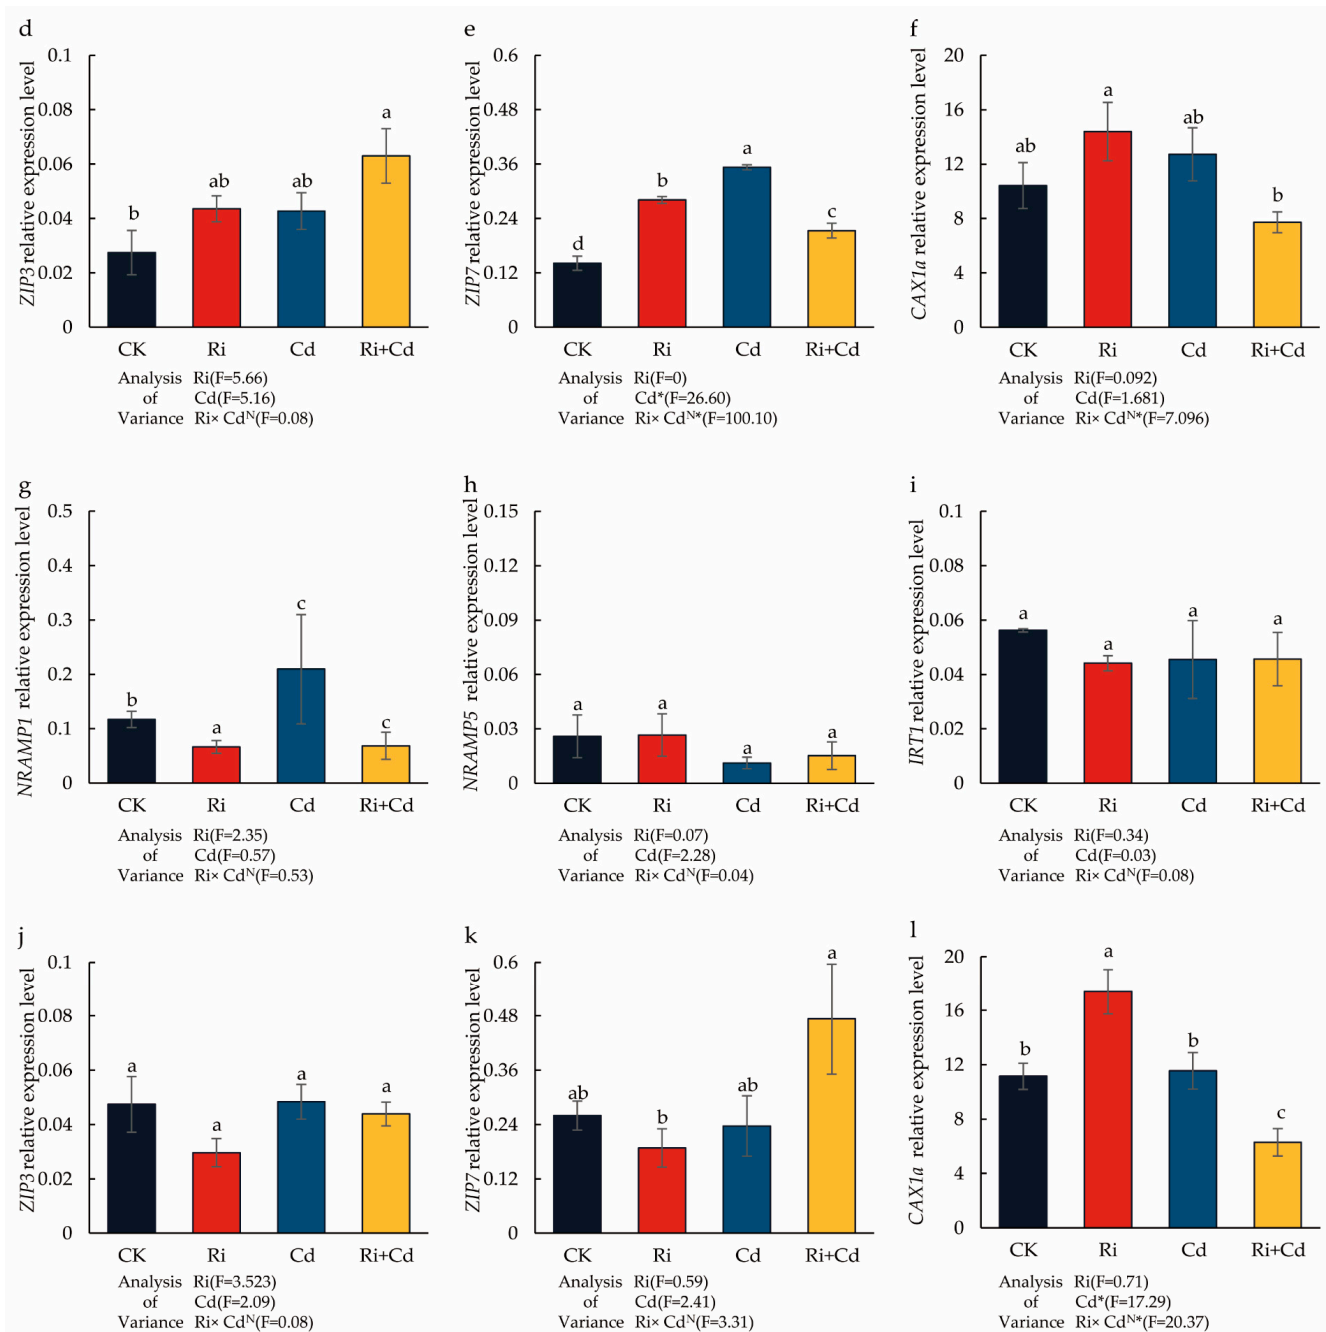 d
ZIP3 relative expression level
0.1
0.08
0.06
0.04
0.02
0
b
ab
ab
a
CK Ri Cd Ri+Cd
Analysis Ri(F=5.66)
of Cd(F=5.16)
Variance Ri× Cdᴺ(F=0.08)
e
ZIP7 relative expression level
0.6
0.48
0.36
0.24
0.12
0
d
b
a
c
CK Ri Cd Ri+Cd
Analysis Ri(F=0)
of Cd*(F=26.60)
Variance Ri× Cdᴺ*(F=100.10)
f
CAX1a relative expression level
20
16
12
8
4
0
ab
a
ab
b
CK Ri Cd Ri+Cd
Analysis Ri(F=0.092)
of Cd(F=1.681)
Variance Ri× Cdᴺ*(F=7.096)
g
NRAMP1 relative expression level
0.5
0.4
0.3
0.2
0.1
0
b
a
c
c
CK Ri Cd Ri+Cd
Analysis Ri(F=2.35)
of Cd(F=0.57)
Variance Ri× Cdᴺ(F=0.53)
h
NRAMP5 relative expression level
0.15
0.12
0.09
0.06
0.03
0
a
a
a
a
CK Ri Cd Ri+Cd
Analysis Ri(F=0.07)
of Cd(F=2.28)
Variance Ri× Cdᴺ(F=0.04)
i
IRT1 relative expression level
0.1
0.08
0.06
0.04
0.02
0
a
a
a
a
CK Ri Cd Ri+Cd
Analysis Ri(F=0.34)
of Cd(F=0.03)
Variance Ri× Cdᴺ(F=0.08)
j
ZIP3 relative expression level
0.1
0.08
0.06
0.04
0.02
0
a
a
a
a
CK Ri Cd Ri+Cd
Analysis Ri(F=3.523)
of Cd(F=2.09)
Variance Ri× Cdᴺ(F=0.08)
k
ZIP7 relative expression level
0.6
0.48
0.36
0.24
0.12
0
ab
b
ab
a
CK Ri Cd Ri+Cd
Analysis Ri(F=0.59)
of Cd(F=2.41)
Variance Ri× Cdᴺ(F=3.31)
l
CAX1a relative expression level
20
16
12
8
4
0
b
a
b
c
CK Ri Cd Ri+Cd
Analysis Ri(F=0.71)
of Cd*(F=17.29)
Variance Ri× Cdᴺ*(F=20.37)